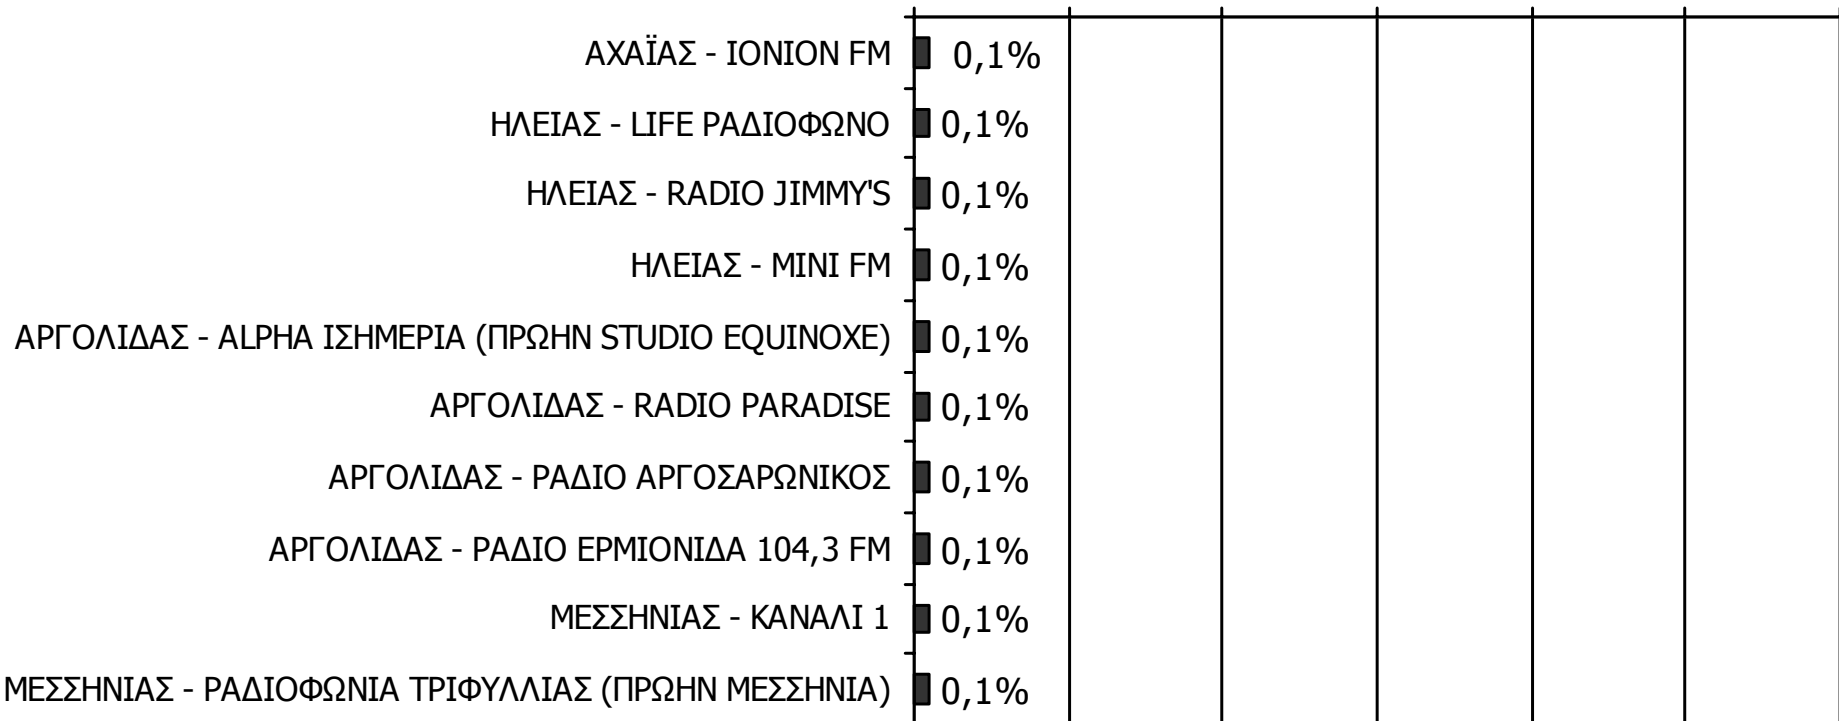 ΑΧΑΪΑΣ - IONION FM 0,1%
ΗΛΕΙΑΣ - LIFE ΡΑΔΙΟΦΩΝΟ 0,1%
ΗΛΕΙΑΣ - RADIO JIMMY'S 0,1%
ΗΛΕΙΑΣ - MINI FM 0,1%
ΑΡΓΟΛΙΔΑΣ - ALPHA ΙΣΗΜΕΡΙΑ (ΠΡΩΗΝ STUDIO EQUINOXE) 0,1%
ΑΡΓΟΛΙΔΑΣ - RADIO PARADISE 0,1%
ΑΡΓΟΛΙΔΑΣ - ΡΑΔΙΟ ΑΡΓΟΣΑΡΩΝΙΚΟΣ 0,1%
ΑΡΓΟΛΙΔΑΣ - ΡΑΔΙΟ ΕΡΜΙΟΝΙΔΑ 104,3 FM 0,1%
ΜΕΣΣΗΝΙΑΣ - ΚΑΝΑΛΙ 1 0,1%
ΜΕΣΣΗΝΙΑΣ - ΡΑΔΙΟΦΩΝΙΑ ΤΡΙΦΥΛΛΙΑΣ (ΠΡΩΗΝ ΜΕΣΣΗΝΙΑ) 0,1%